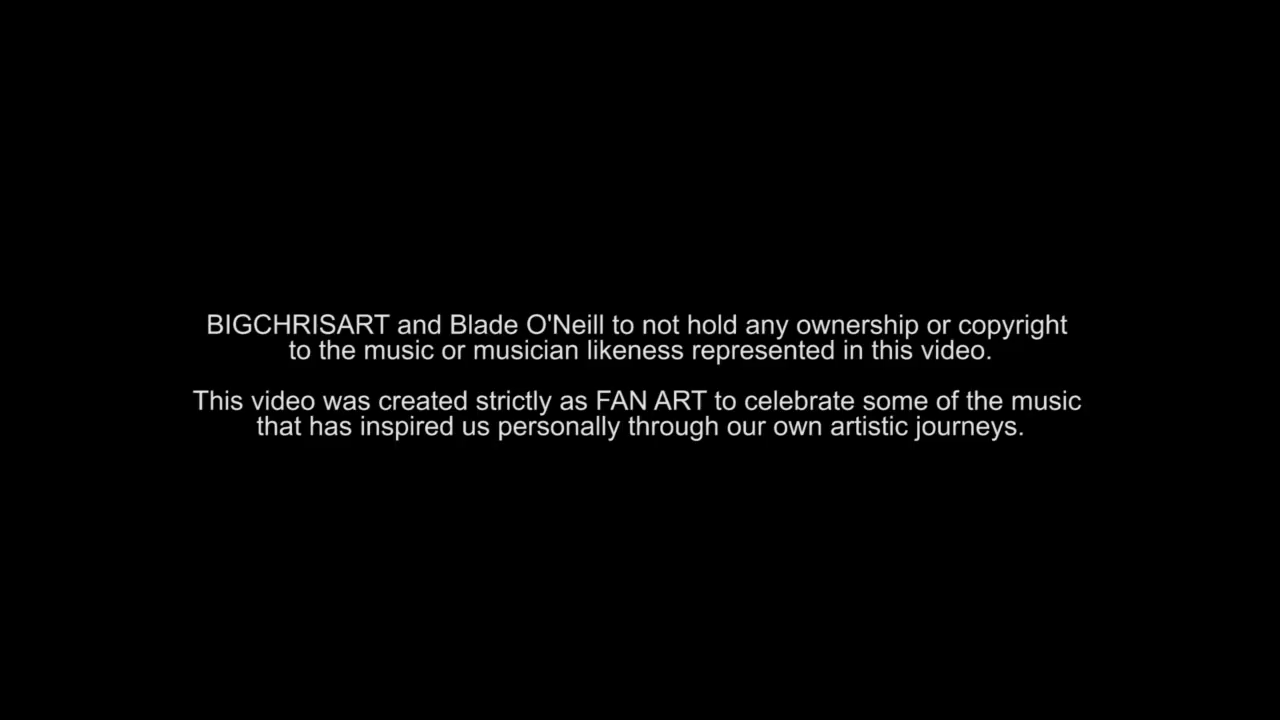 BIGCHRISART and Blade O'Neill to not hold any ownership or copyright
to the music or musician likeness represented in this video.
This video was created strictly as FAN ART to celebrate some of the music
that has inspired us personally through our own artistic journeys.